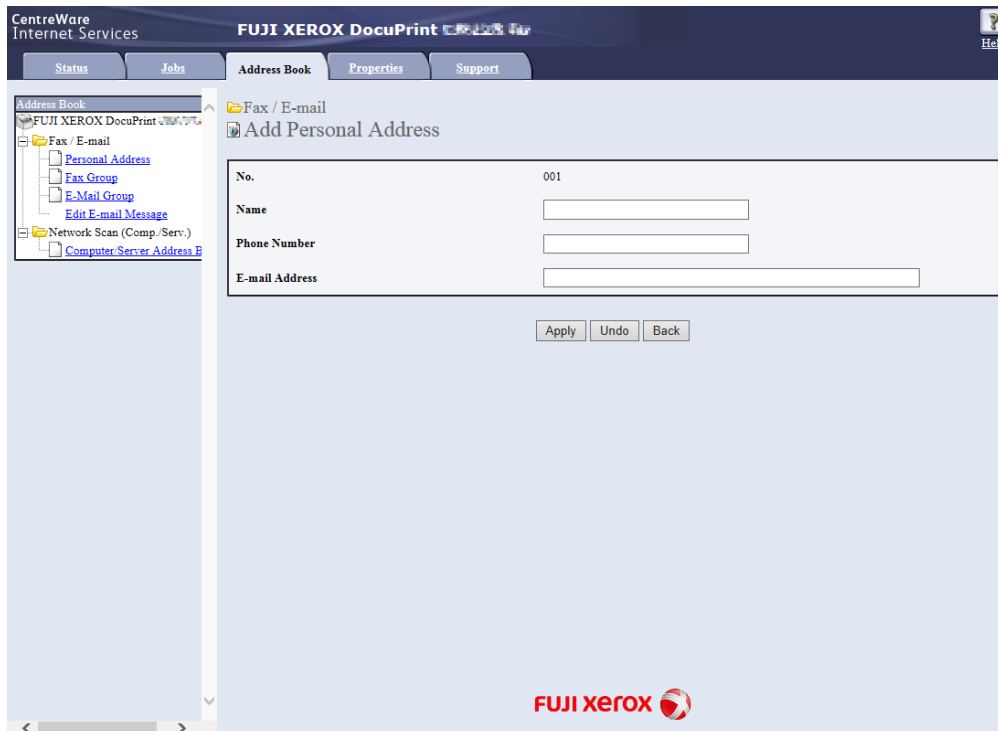 CentreWare
Internet Services
FUJI XEROX DocuPrint
Help
Status
Jobs
Address Book
Properties
Support
Address Book
FUJI XEROX DocuPrint
Fax / E-mail
Personal Address
Fax Group
E-Mail Group
Edit E-mail Message
Network Scan (Comp./Serv.)
Computer/Server Address B
Fax / E-mail
Add Personal Address
No. 001
Name
Phone Number
E-mail Address
Apply Undo Back
FUJI xerox